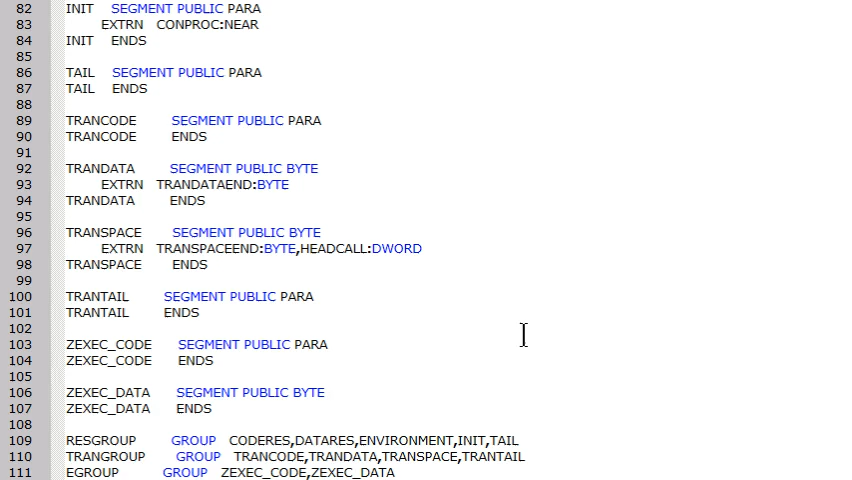 82 INIT SEGMENT PUBLIC PARA
83 EXTRN CONPROC:NEAR
84 INIT ENDS
85
86 TAIL SEGMENT PUBLIC PARA
87 TAIL ENDS
88
89 TRANCODE SEGMENT PUBLIC PARA
90 TRANCODE ENDS
91
92 TRANDATA SEGMENT PUBLIC BYTE
93 EXTRN TRANDATAEND:BYTE
94 TRANDATA ENDS
95
96 TRANSPACE SEGMENT PUBLIC BYTE
97 EXTRN TRANSPACEEND:BYTE,HEADCALL:DWORD
98 TRANSPACE ENDS
99
100 TRANTAIL SEGMENT PUBLIC PARA
101 TRANTAIL ENDS
102
103 ZEXEC_CODE SEGMENT PUBLIC PARA
104 ZEXEC_CODE ENDS
105
106 ZEXEC_DATA SEGMENT PUBLIC BYTE
107 ZEXEC_DATA ENDS
108
109 RESGROUP GROUP CODERES,DATARES,ENVIRONMENT,INIT,TAIL
110 TRANGROUP GROUP TRANCODE,TRANDATA,TRANSPACE,TRANTAIL
111 EGROUP GROUP ZEXEC_CODE,ZEXEC_DATA